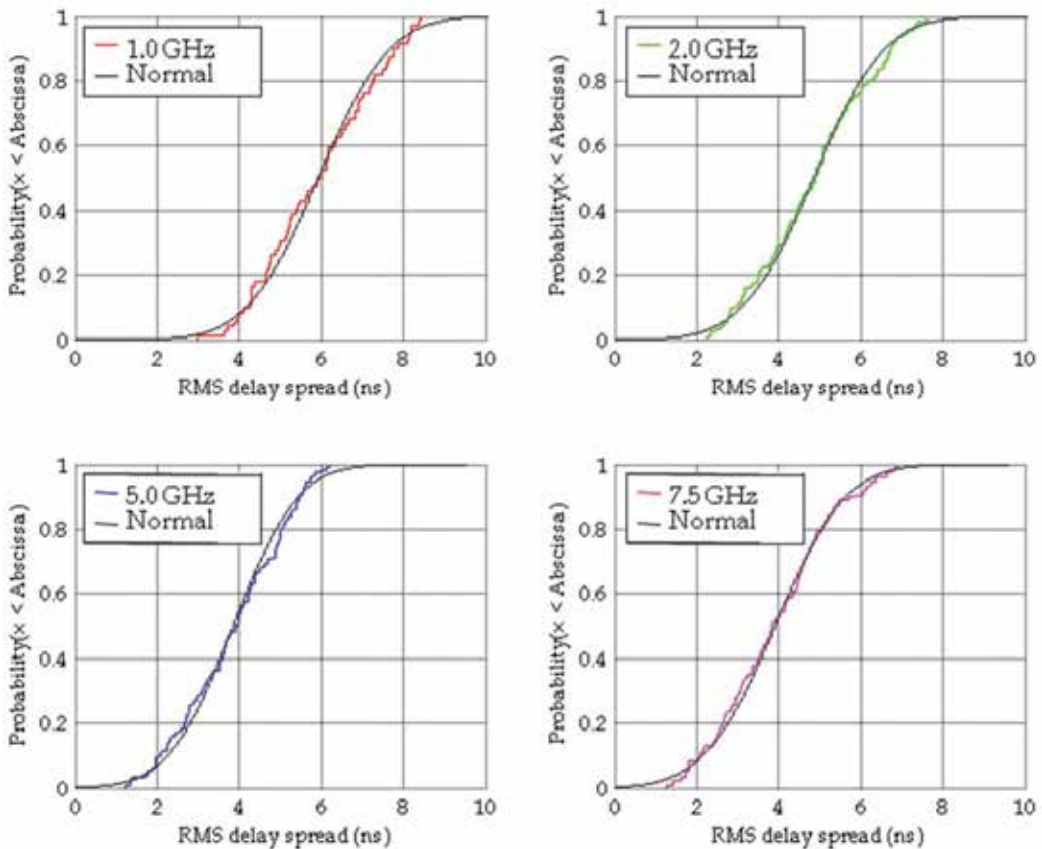 1.0 GHz
Normal
Probability(x < Abscissa)
1
0.8
0.6
0.4
0.2
0
0 2 4 6 8 10
RMS delay spread (ns)
2.0 GHz
Normal
Probability(x < Abscissa)
1
0.8
0.6
0.4
0.2
0
0 2 4 6 8 10
RMS delay spread (ns)
5.0 GHz
Normal
Probability(x < Abscissa)
1
0.8
0.6
0.4
0.2
0
0 2 4 6 8 10
RMS delay spread (ns)
7.5 GHz
Normal
Probability(x < Abscissa)
1
0.8
0.6
0.4
0.2
0
0 2 4 6 8 10
RMS delay spread (ns)